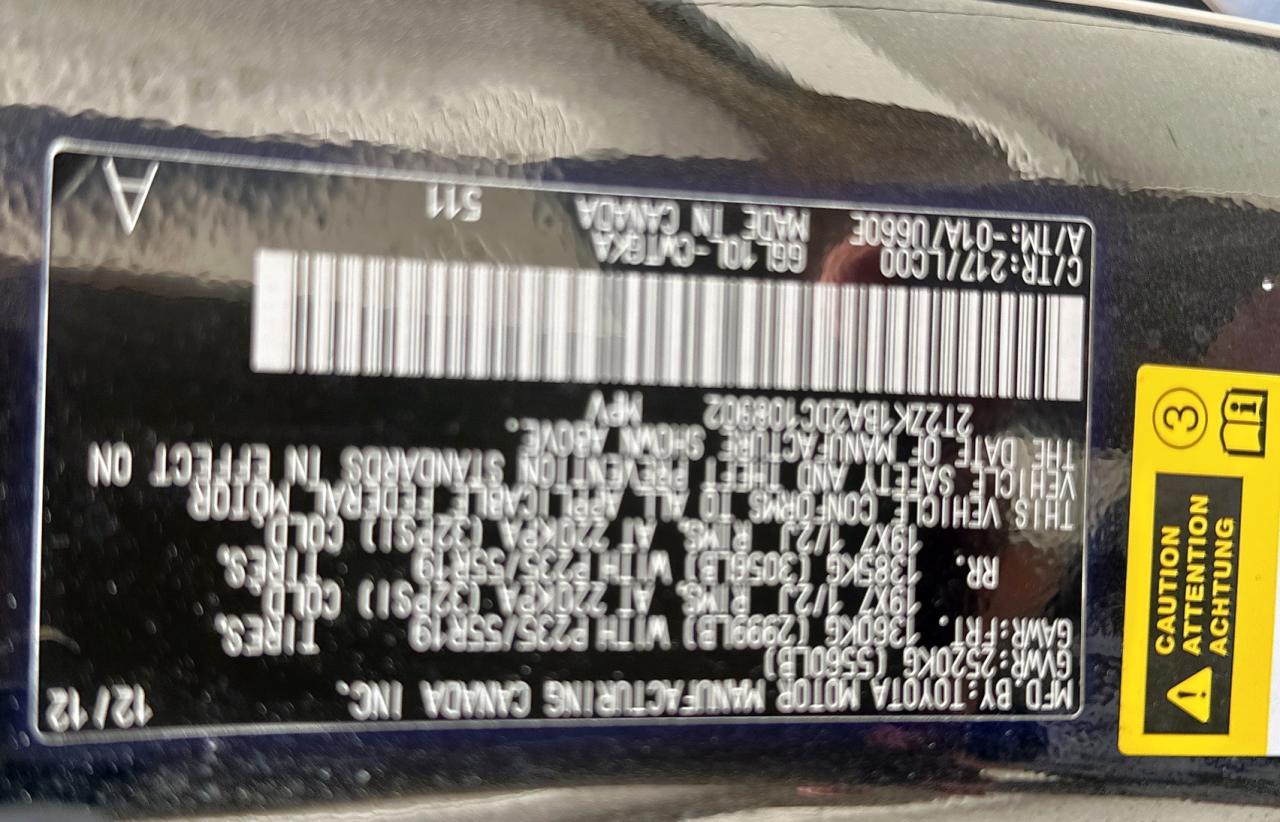 MFD.BY:TOYOTA MOTOR MANUFACTURING CANADA INC. 12/12
GVWR:2520KG (5560LB)
GAWR:FRT. 1360KG (2999LB) WITH P235/55R19 TIRES,
19X7 1/2J RIMS, AT 220KPA (32PSI) COLD
RR. 1385KG (3056LB) WITH P235/55R19 TIRES,
19X7 1/2J RIMS, AT 220KPA (32PSI) COLD
THIS VEHICLE CONFORMS TO ALL APPLICABLE FEDERAL MOTOR
VEHICLE SAFETY AND THEFT PREVENTION STANDARDS IN EFFECT ON
THE DATE OF MANUFACTURE SHOWN ABOVE.
2T2ZK1BA2DC108902 MPV
C/TR:217/LC00 GGL10L-CWTGKA
A/TM:-01A/U660E MADE IN CANADA 511 A
3
CAUTION
ATTENTION
ACHTUNG